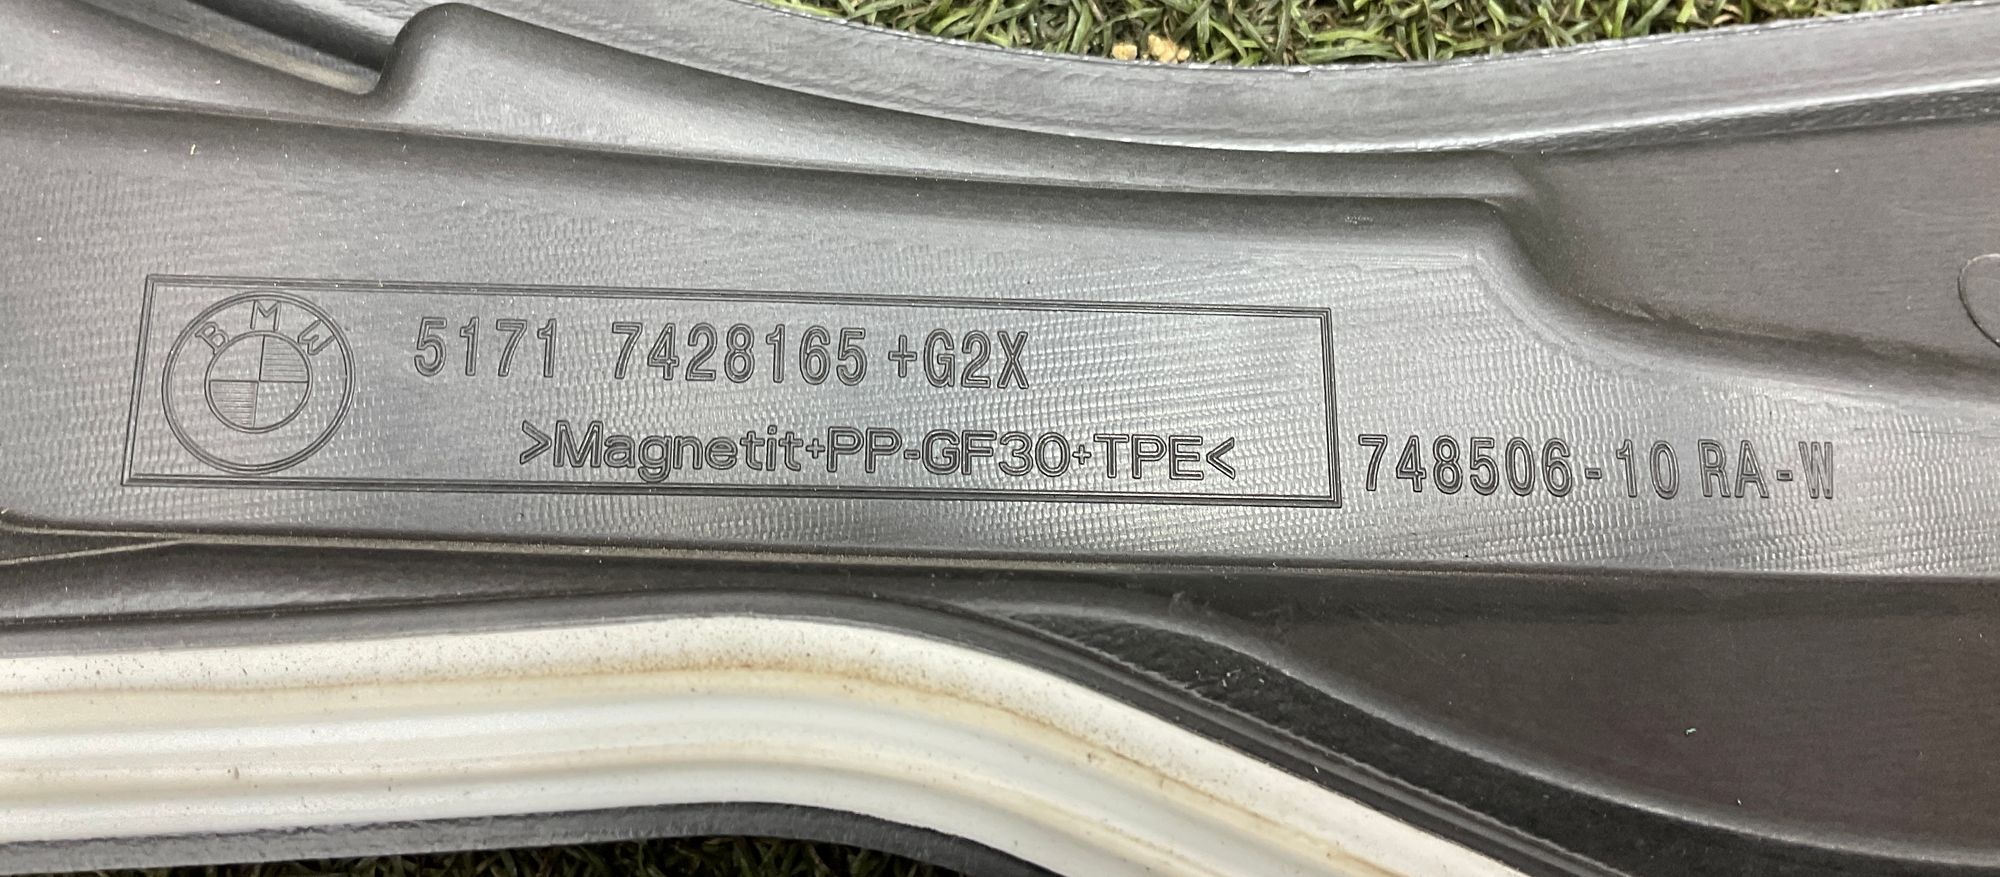 BMW
5171 7428165 +G2X
>Magnetit+PP-GF30+TPE<
748506-10 RA-W